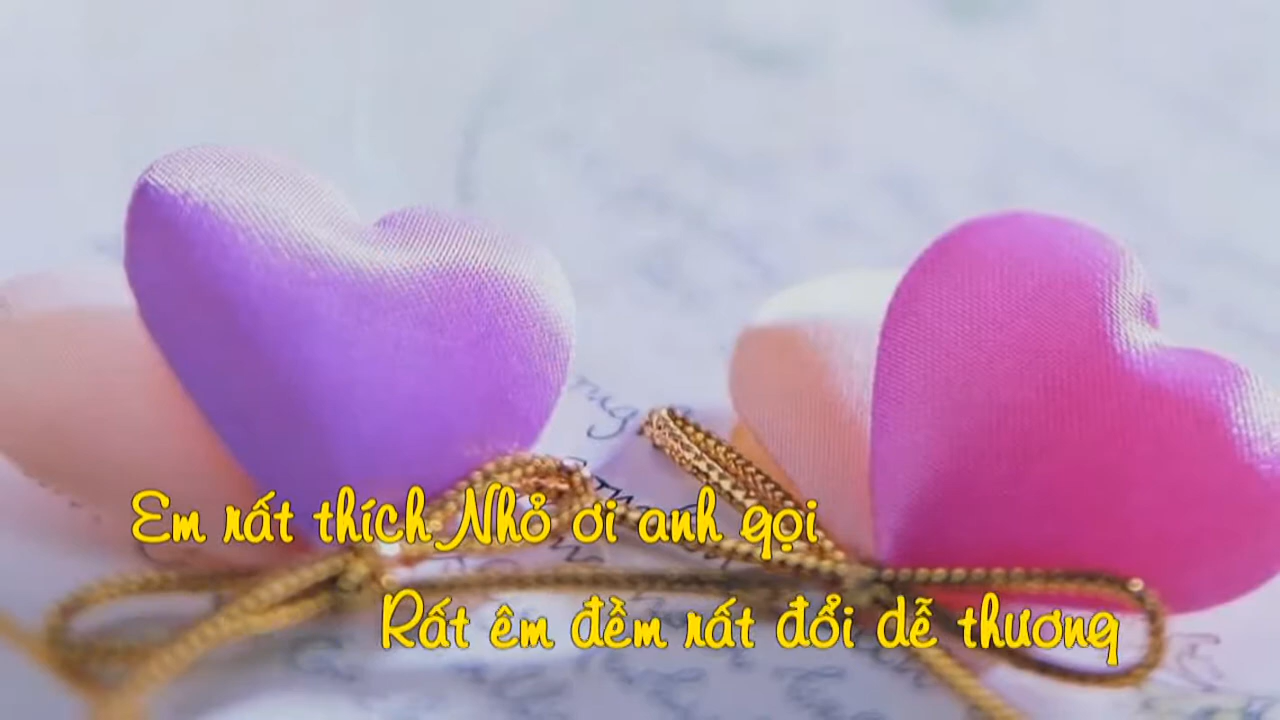 Em rất thích Nhỏ ơi anh gọi
Rất êm đềm rất đổi dễ thương